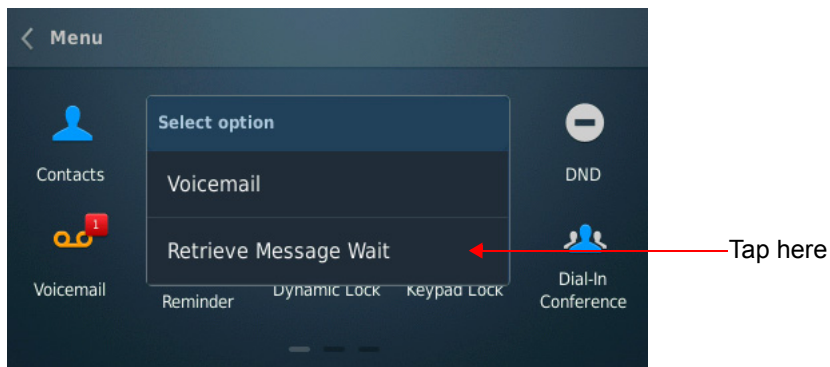 Menu
Select option
Contacts
DND
Voicemail
1
Retrieve Message Wait
Tap here
Voicemail
Reminder
Dynamic Lock
Keypad Lock
Dial-In
Conference